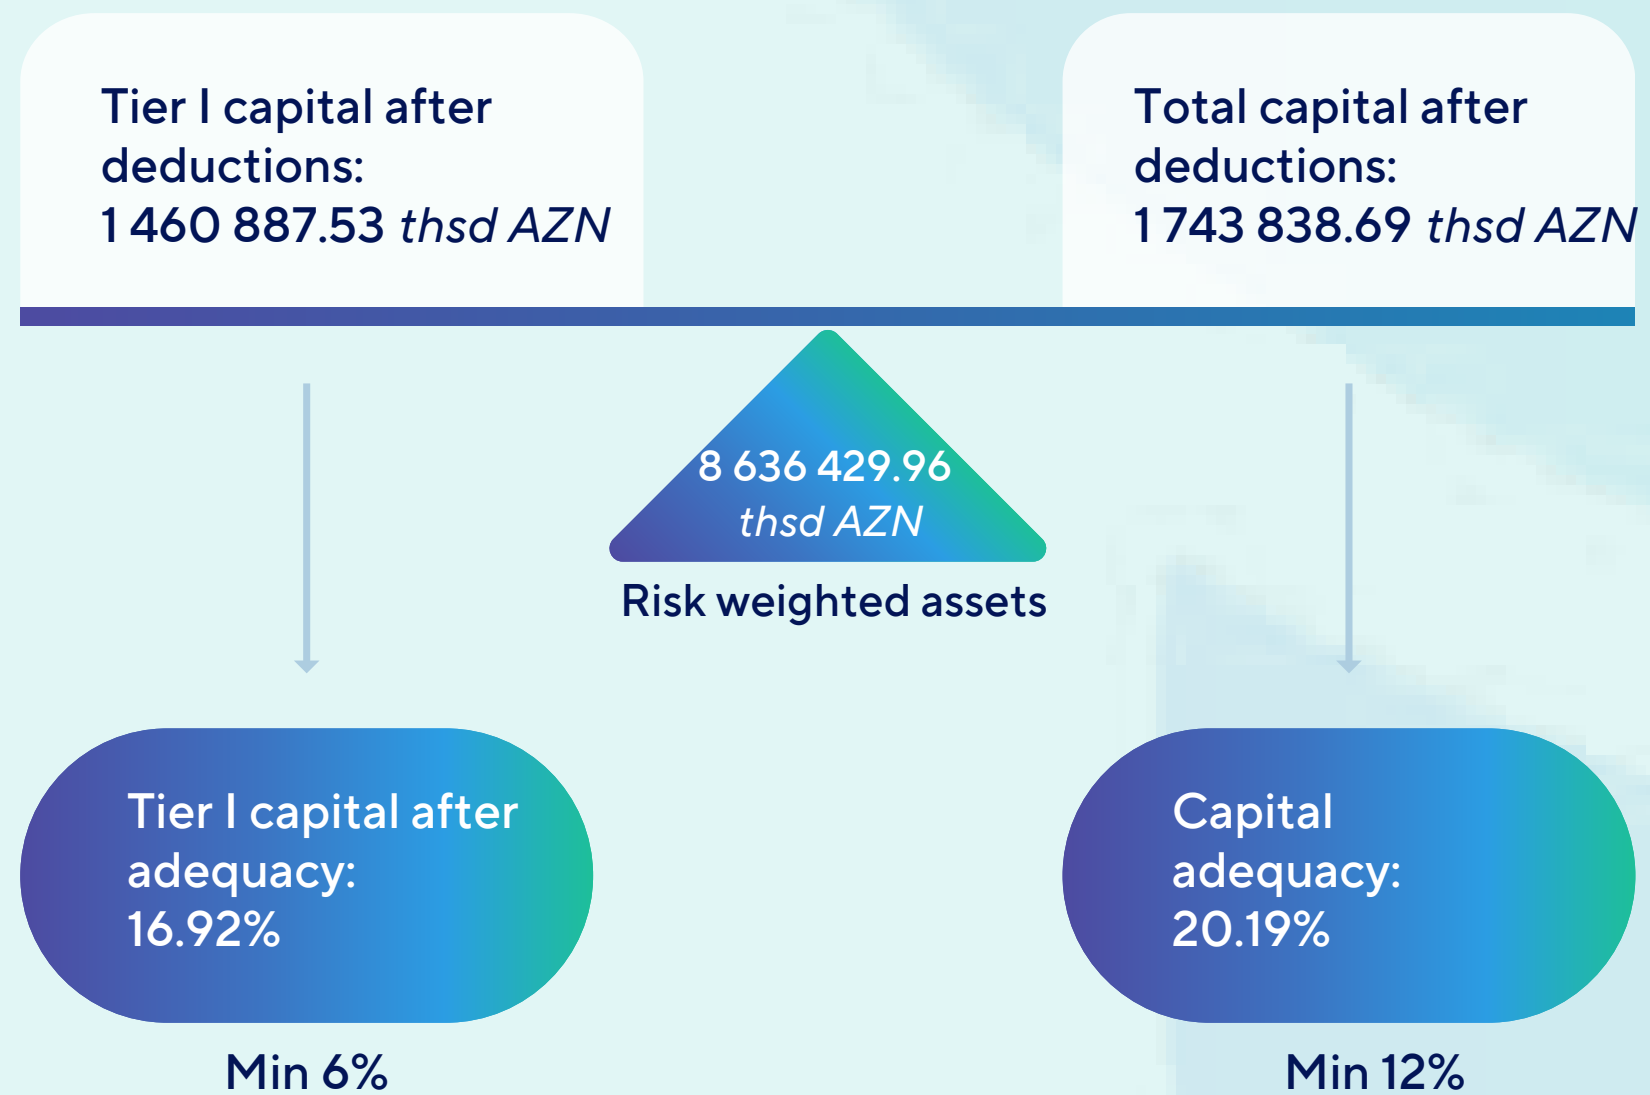 Tier I capital after
deductions:
1 460 887.53 thsd AZN
Total capital after
deductions:
1 743 838.69 thsd AZN
8 636 429.96
thsd AZN
Risk weighted assets
Tier I capital after
adequacy:
16.92%
Min 6%
Capital
adequacy:
20.19%
Min 12%